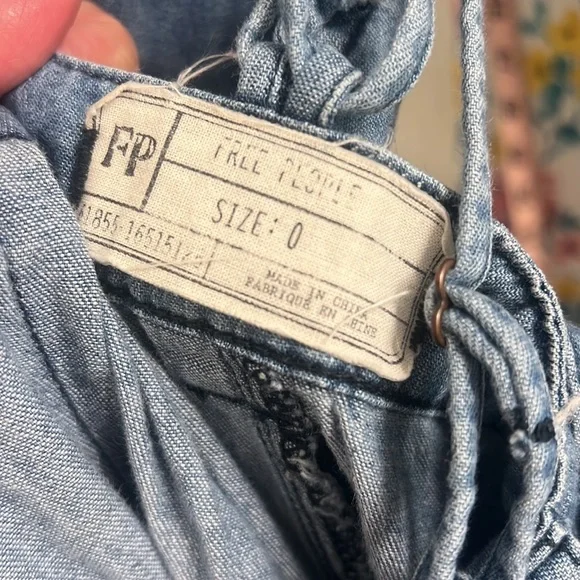 FP
FREE PEOPLE
SIZE: 0
MADE IN CHINA
FABRIQUE EN CHINE